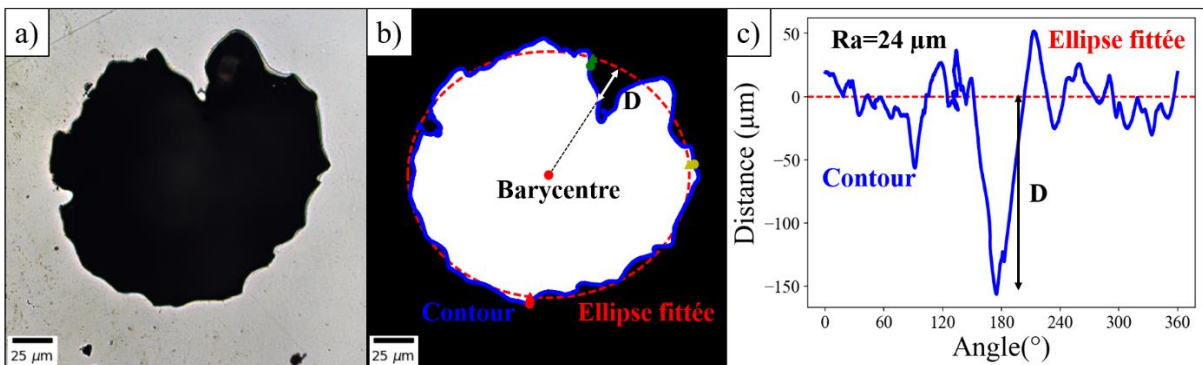 a)
25 µm
b)
D
Barycentre
Contour
Ellipse fittée
25 µm
c)
Ra=24 µm
Ellipse fittée
Contour
D
Distance (µm)
50
0
−50
−100
−150
0
60
120
180
240
300
360
Angle(°)